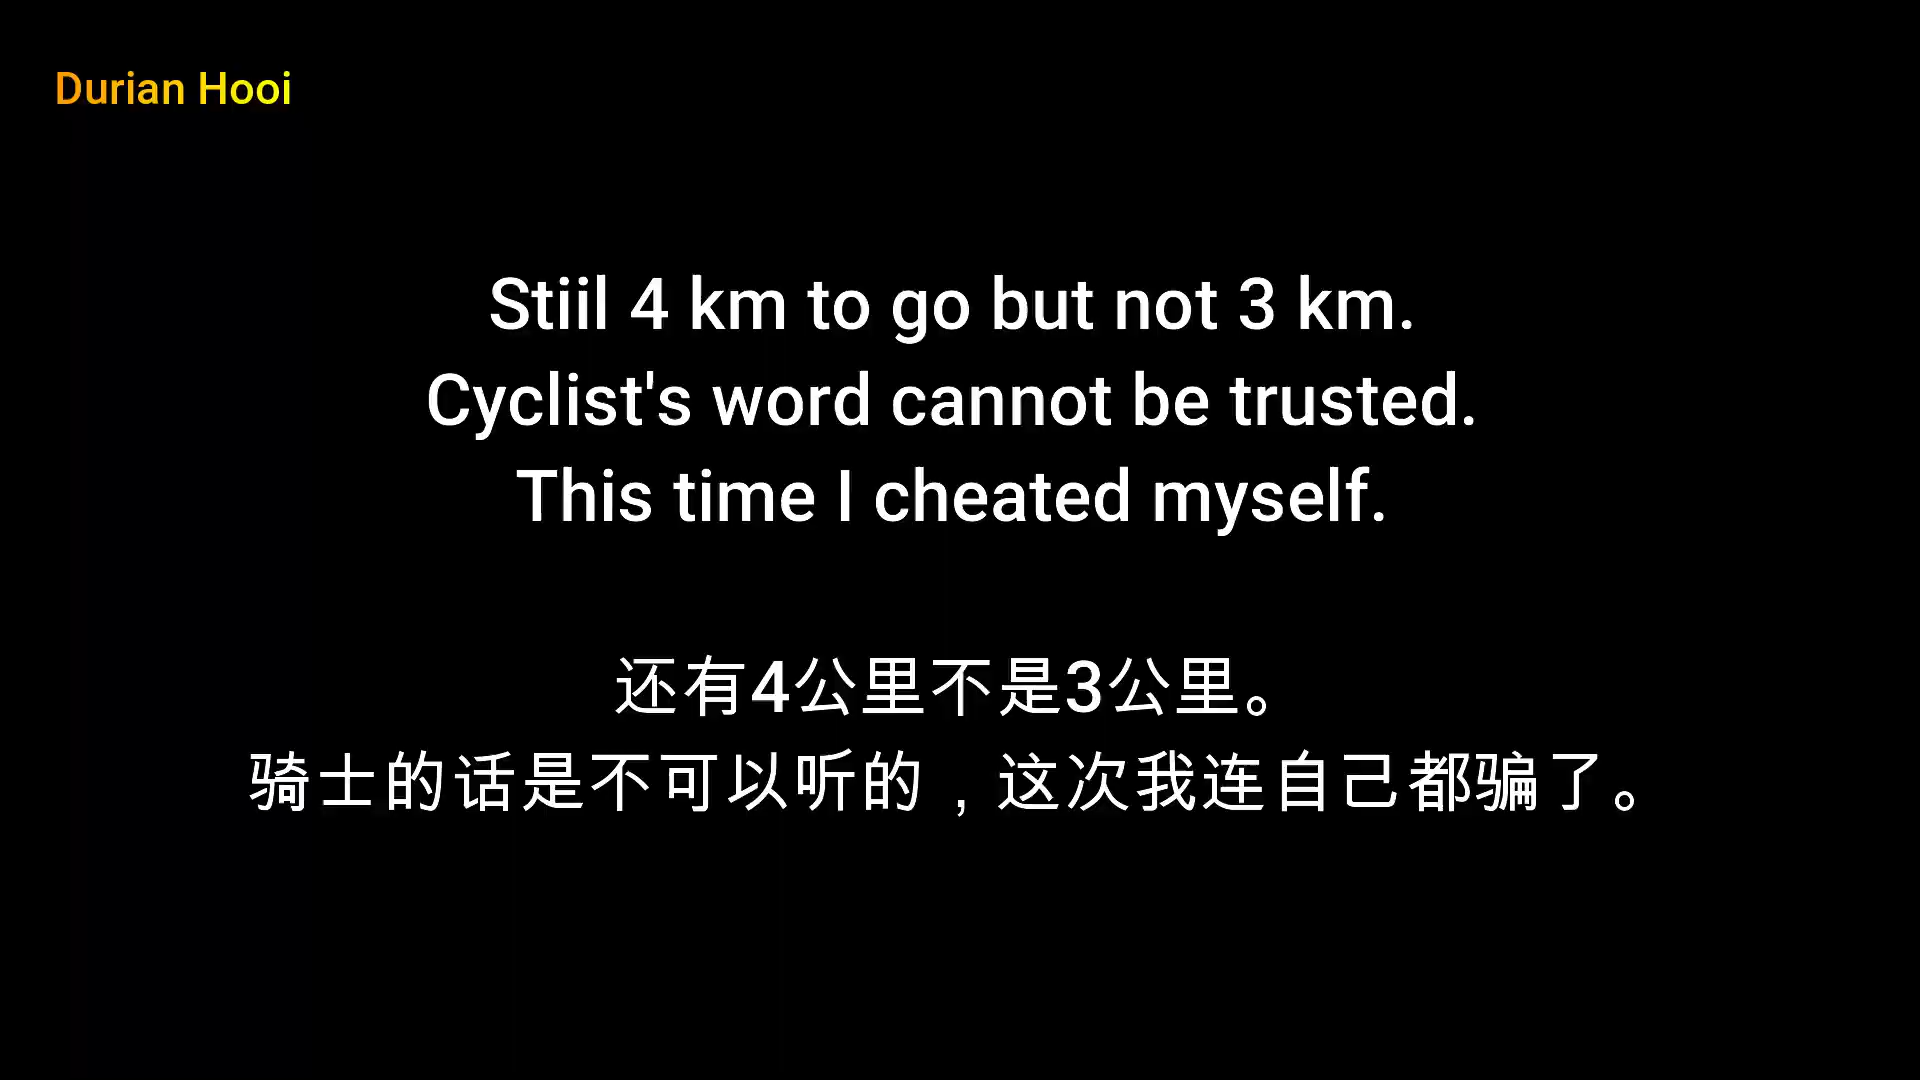 Durian Hooi
Stiil 4 km to go but not 3 km.
Cyclist's word cannot be trusted.
This time I cheated myself.
还有4公里不是3公里。
骑士的话是不可以听的，这次我连自己都骗了。